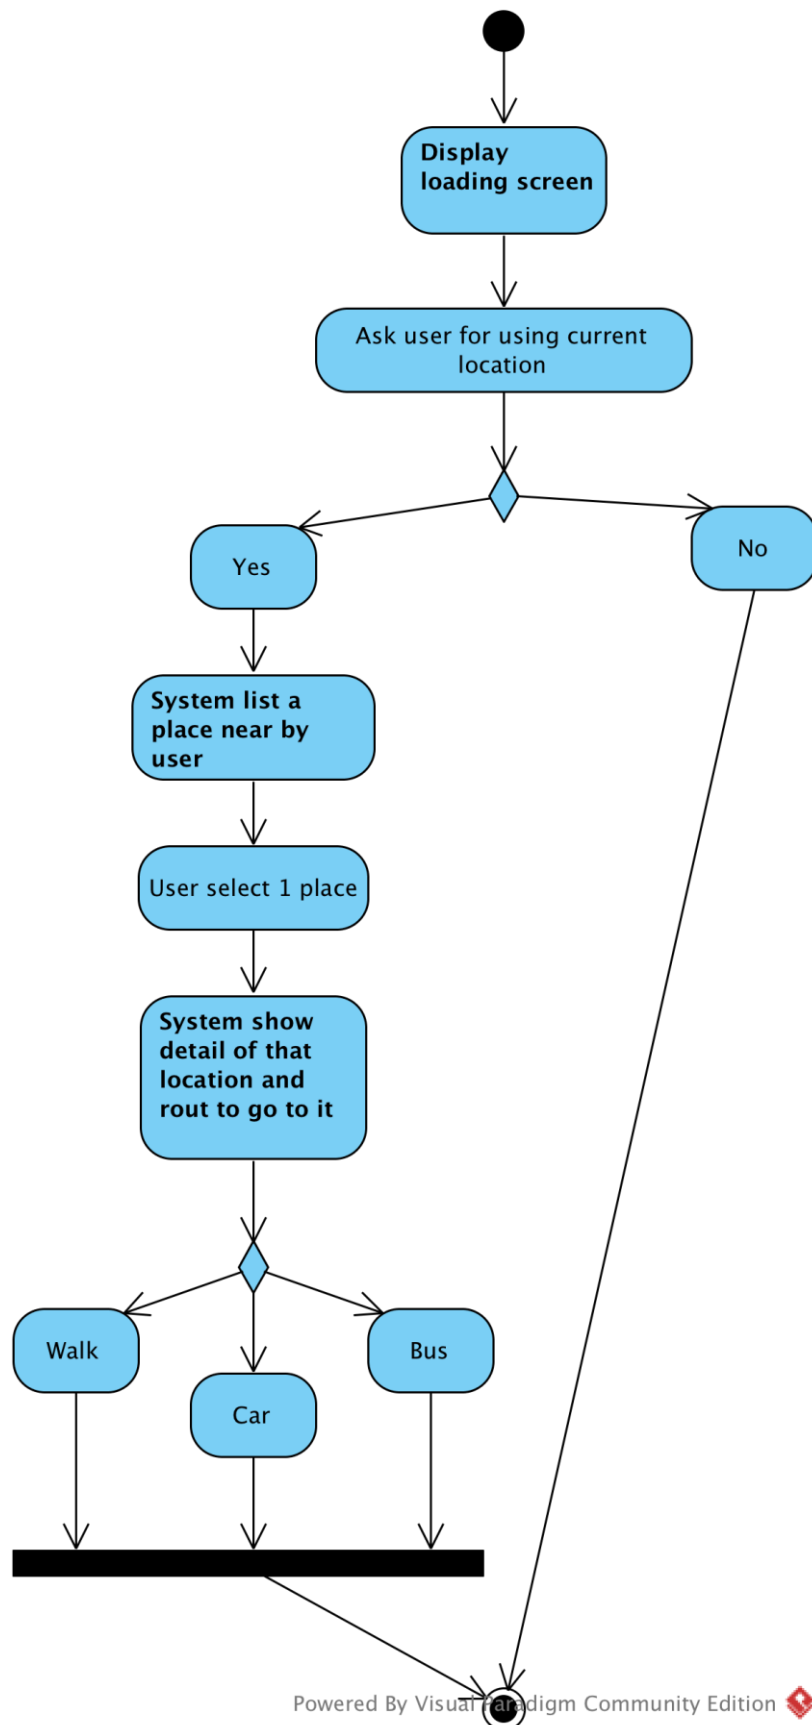 Display
loading screen
Ask user for using current
location
Yes
No
System list a
place near by
user
User select 1 place
System show
detail of that
location and
rout to go to it
Walk
Bus
Car
Powered By Visual Paradigm Community Edition